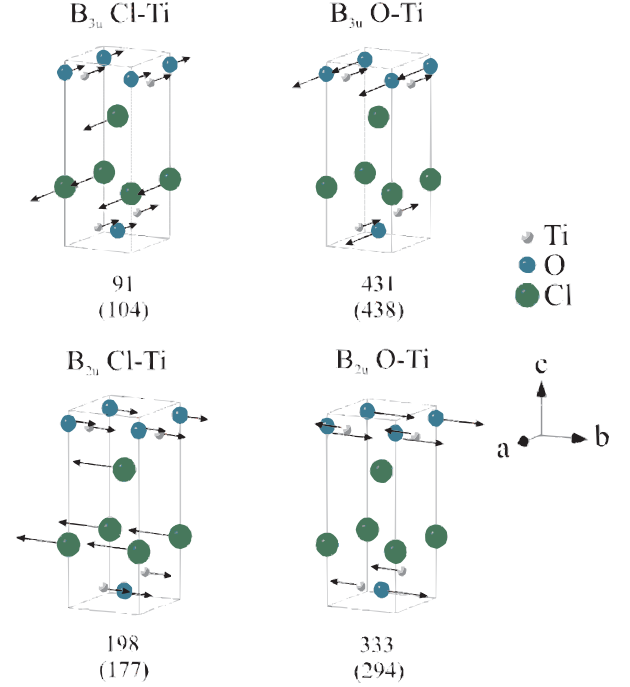 B3u Cl-Ti
B3u O-Ti
91
(104)
431
(438)
Ti
O
Cl
B2u Cl-Ti
B2u O-Ti
c
a
b
198
(177)
333
(294)